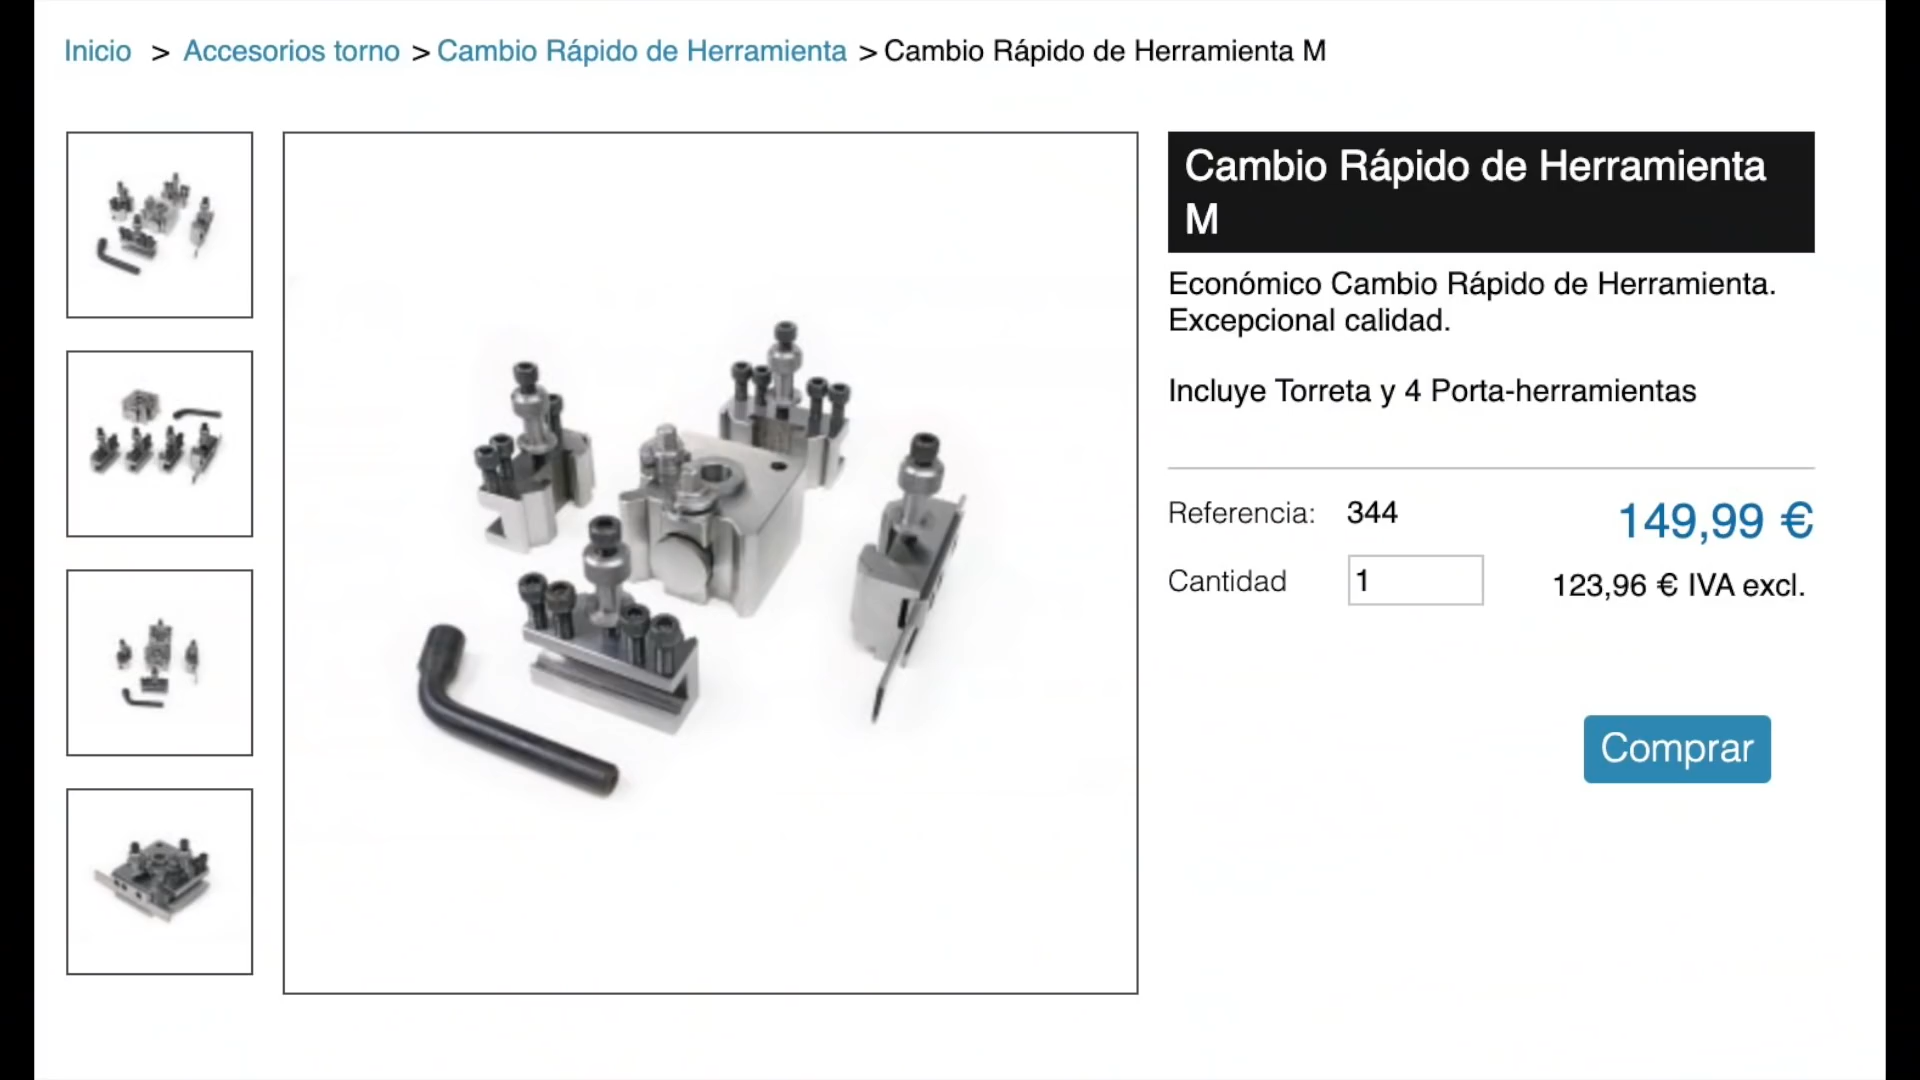 Inicio > Accesorios torno > Cambio Rápido de Herramienta > Cambio Rápido de Herramienta M
Cambio Rápido de Herramienta
M
Económico Cambio Rápido de Herramienta.
Excepcional calidad.
Incluye Torreta y 4 Porta-herramientas
Referencia: 344
149,99 €
Cantidad 1
123,96 € IVA excl.
Comprar